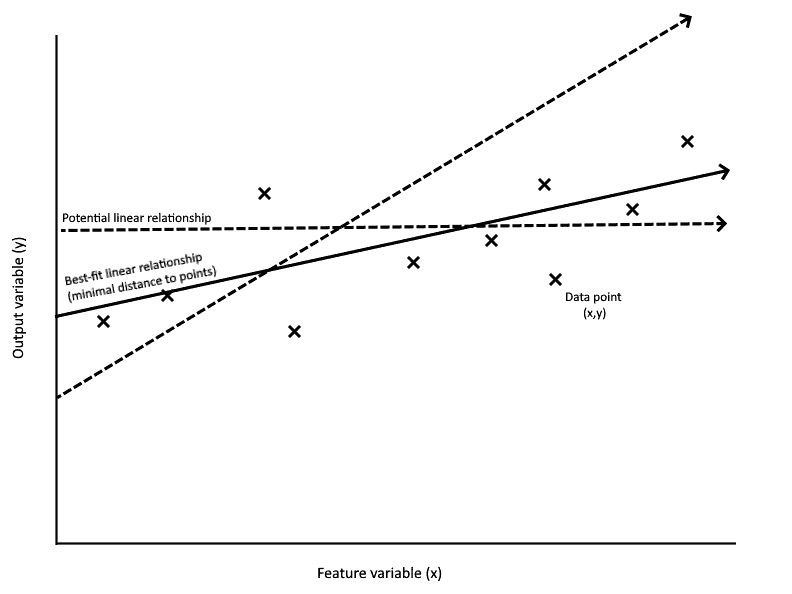 Potential linear relationship
Best-fit linear relationship
(minimal distance to points)
Data point
(x,y)
Output variable (y)
Feature variable (x)